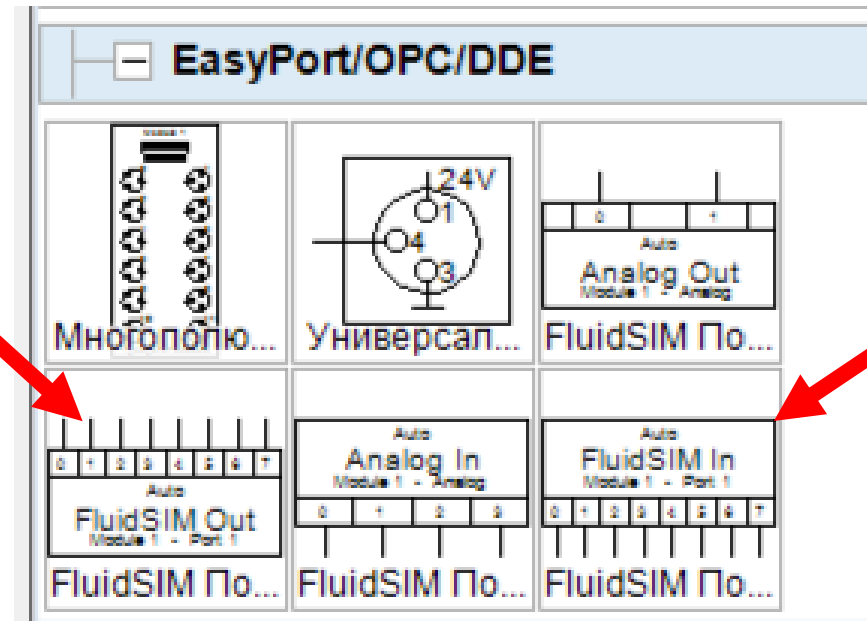 EasyPort/OPC/DDE
Module 1
24V
1
4
3
0 1
Auto
Analog Out
Module 1 - Analog
Многополю...
Универсал...
FluidSIM По...
0 1 2 3 4 5 6 7
Auto
FluidSIM Out
Module 1 - Port 1
Auto
Analog In
Module 1 - Analog
0 1 2 3
Auto
FluidSIM In
Module 1 - Port 1
0 1 2 3 4 5 6 7
FluidSIM По...
FluidSIM По...
FluidSIM По...